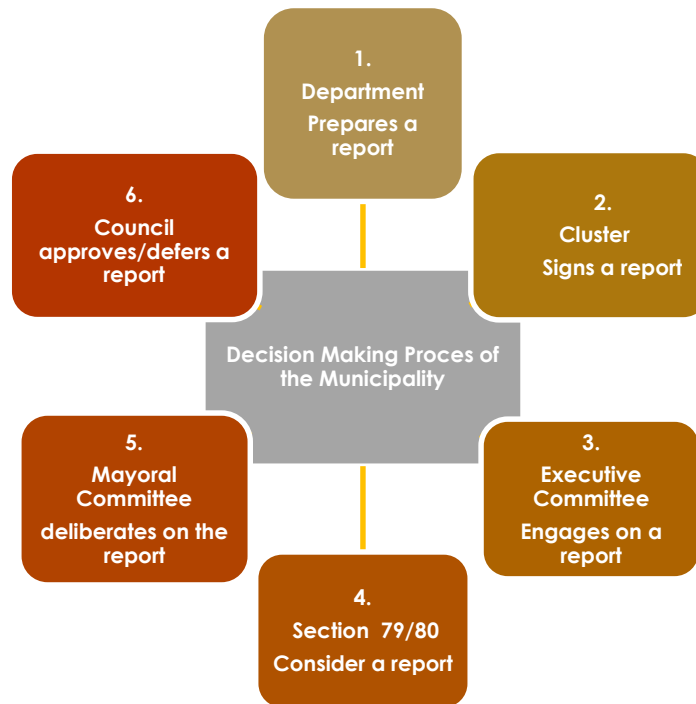 1.
Department
Prepares a
report
2.
Cluster
Signs a report
3.
Executive
Committee
Engages on a
report
4.
Section 79/80
Consider a report
5.
Mayoral
Committee
deliberates on the
report
6.
Council
approves/defers a
report
Decision Making Proces of
the Municipality